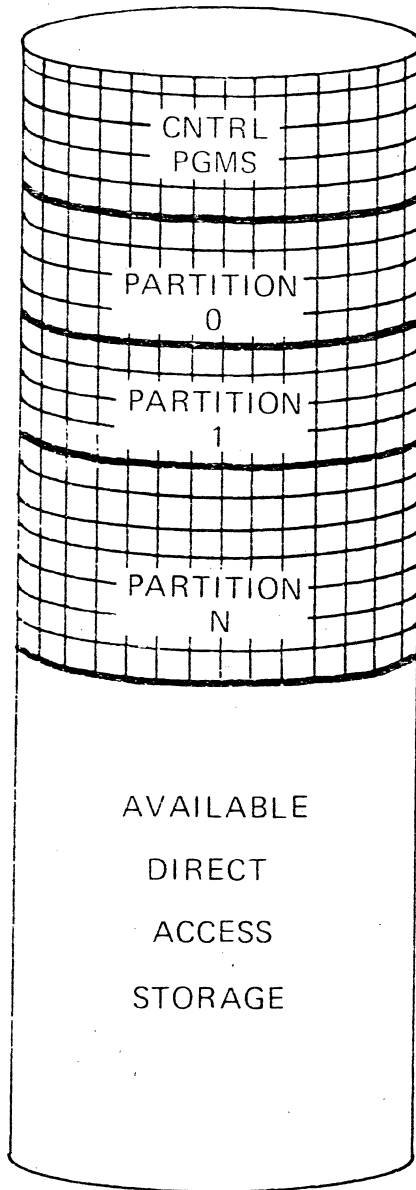 CNTRL
PGMS
PARTITION
0
PARTITION
1
PARTITION
N
AVAILABLE
DIRECT
ACCESS
STORAGE